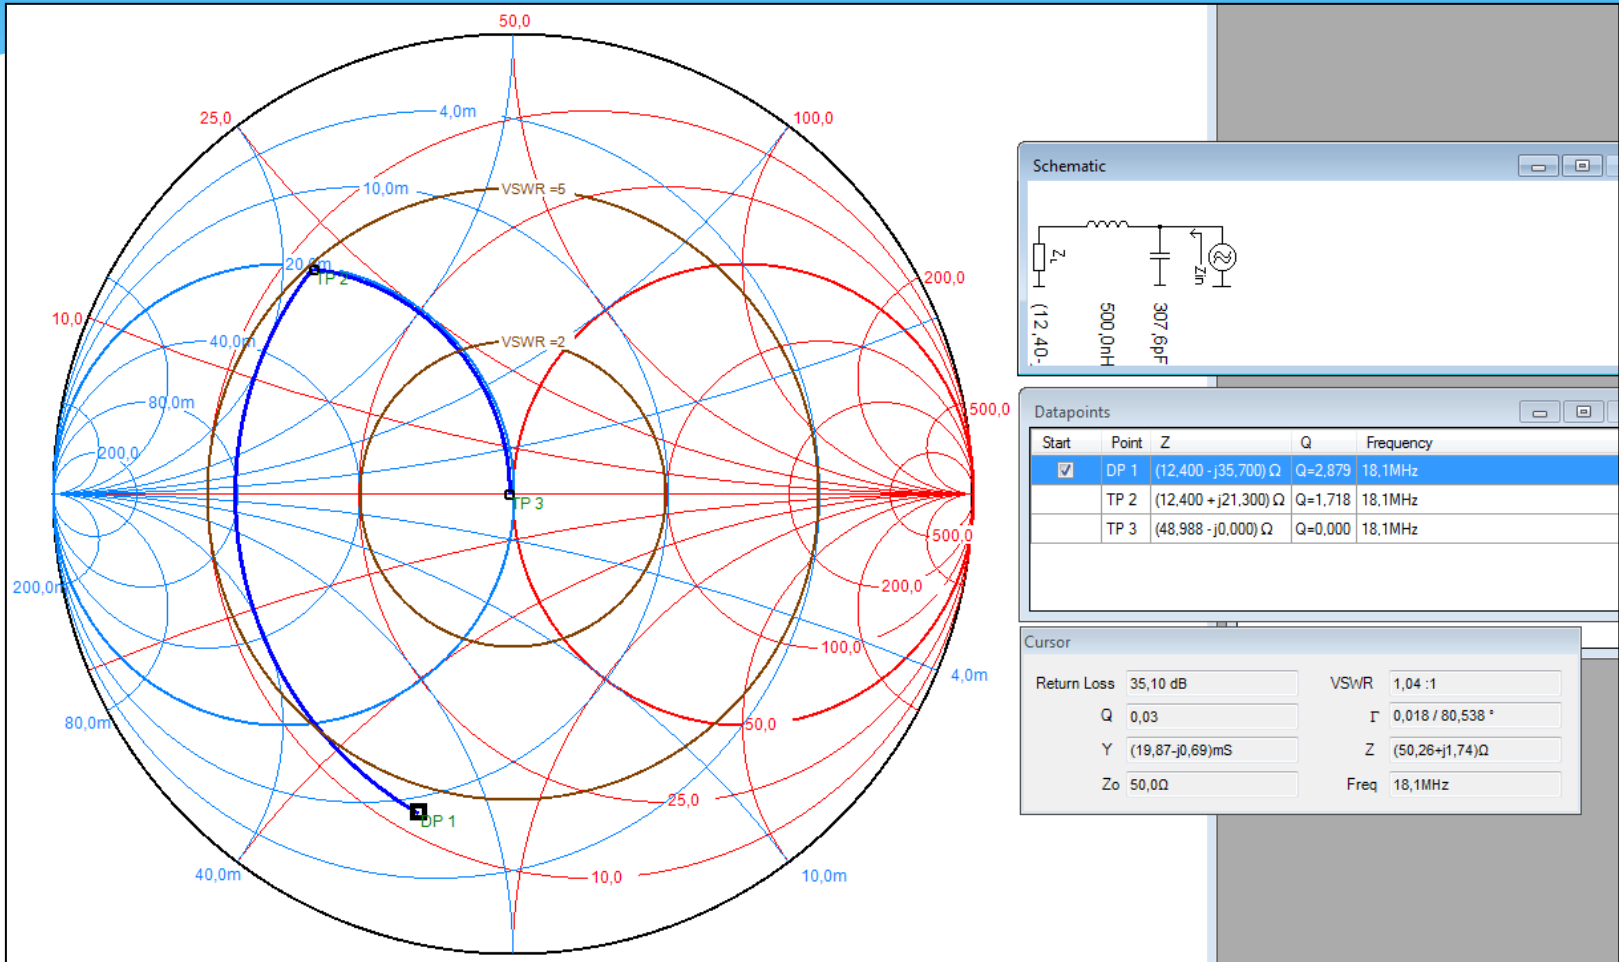 50,0
25,0
4,0m
100,0
10,0m
VSWR =5
20,0m
TP 2
200,0
10,0
40,0m
VSWR =2
80,0m
500,0
200,0
TP 3
500,0
200,0m
200,0
100,0
4,0m
80,0m
50,0
25,0
DP 1
40,0m
10,0
10,0m
Schematic
ZL
Zin
(12,40-
500,0nH
307,6pF
Datapoints
Start Point Z Q Frequency
DP 1 (12,400 - j35,700) Ω Q=2,879 18,1MHz
TP 2 (12,400 + j21,300) Ω Q=1,718 18,1MHz
TP 3 (48,988 - j0,000) Ω Q=0,000 18,1MHz
Cursor
Return Loss 35,10 dB VSWR 1,04 :1
Q 0,03 Γ 0,018 / 80,538 °
Y (19,87-j0,69)mS Z (50,26+j1,74)Ω
Zo 50,0Ω Freq 18,1MHz